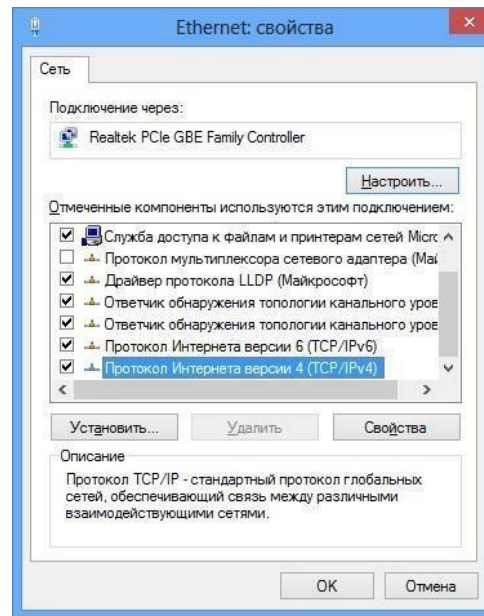 Ethernet: свойства
Сеть
Подключение через:
Realtek PCIe GBE Family Controller
Настроить...
Отмеченные компоненты используются этим подключением:
Служба доступа к файлам и принтерам сетей Micro
Протокол мультиплексора сетевого адаптера (Май
Драйвер протокола LLDP (Майкрософт)
Ответчик обнаружения топологии канального уров
Ответчик обнаружения топологии канального уров
Протокол Интернета версии 6 (TCP/IPv6)
Протокол Интернета версии 4 (TCP/IPv4)
Установить...
Удалить
Свойства
Описание
Протокол TCP/IP - стандартный протокол глобальных
сетей, обеспечивающий связь между различными
взаимодействующими сетями.
OK
Отмена